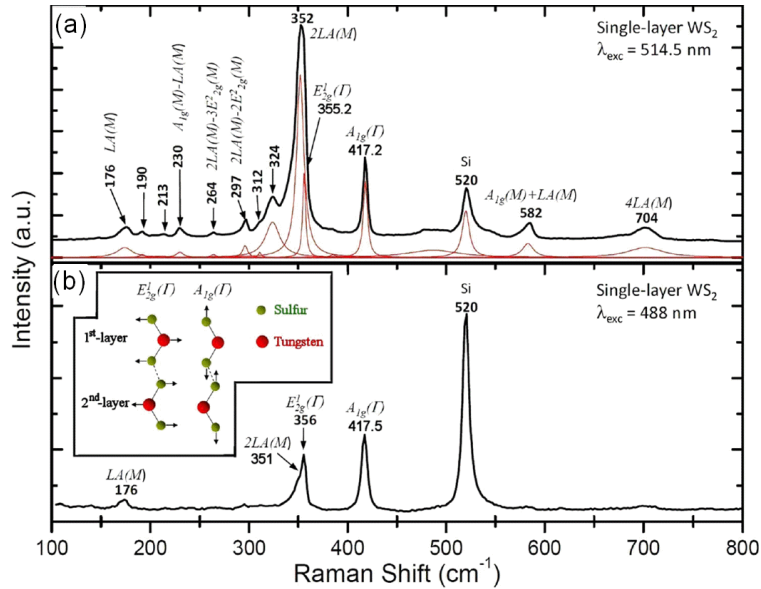 (a)
352
2LA(M)
Single-layer WS₂
λexc = 514.5 nm
LA(M)
176
190
213
A1g(M)-LA(M)
230
2LA(M)-3E²2g(M)
264
2LA(M)-2E²2g(M)
297
312
324
E¹2g(Γ)
355.2
A1g(Γ)
417.2
Si
520
A1g(M)+LA(M)
582
4LA(M)
704
Intensity (a.u.)
(b)
E¹2g(Γ) A1g(Γ)
Sulfur
Tungsten
1st-layer
2nd-layer
Si
520
Single-layer WS₂
λexc = 488 nm
LA(M)
176
2LA(M)
351
E¹2g(Γ)
356
A1g(Γ)
417.5
100 200 300 400 500 600 700 800
Raman Shift (cm⁻¹)